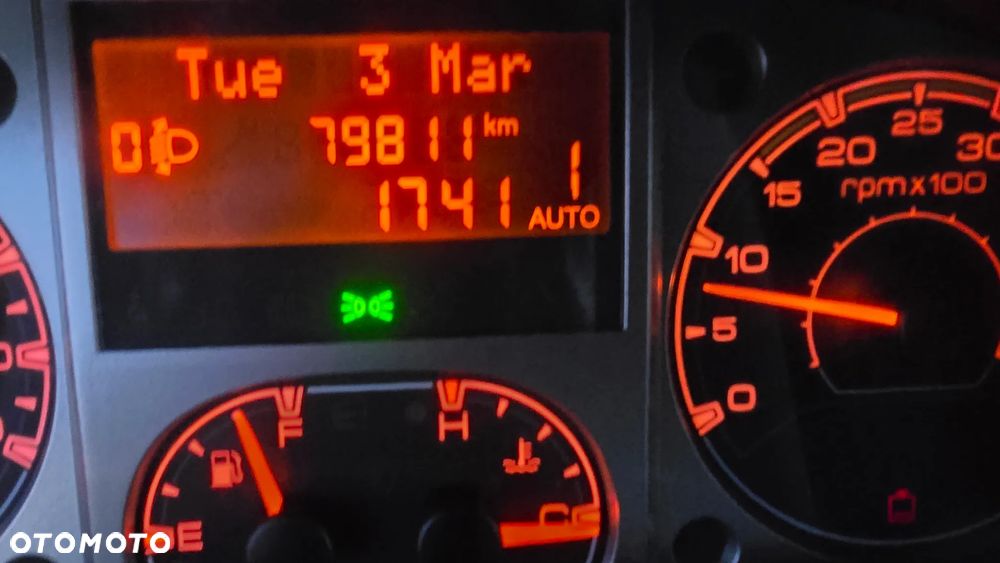 Tue 3 Mar
0 79811 km
1741 1
AUTO
30
25
20
rpm x 100
15
10
5
0
F
H
E
C
OTOMOTO